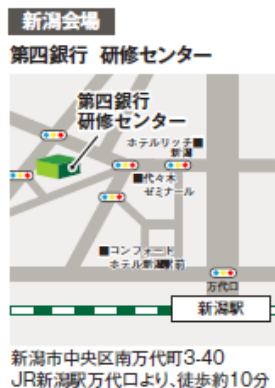 新潟会場
第四銀行 研修センター
第四銀行
研修センター
ホテルリッチ■
新潟
■代々木
ゼミナール
■コンフォート
ホテル新潟駅前
万代口
新潟駅
新潟市中央区南万代町3-40
JR新潟駅万代口より、徒歩約10分